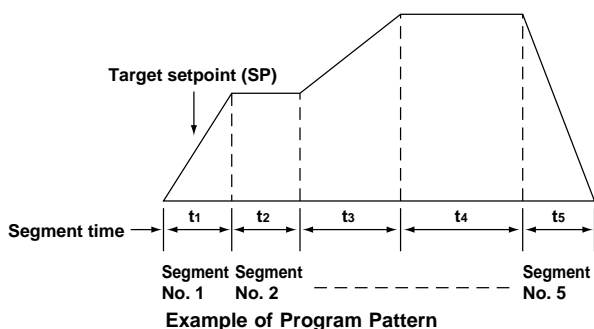 Target setpoint (SP)
Segment time
t1 t2 t3 t4 t5
Segment No. 1
Segment No. 2
Segment No. 5
Example of Program Pattern